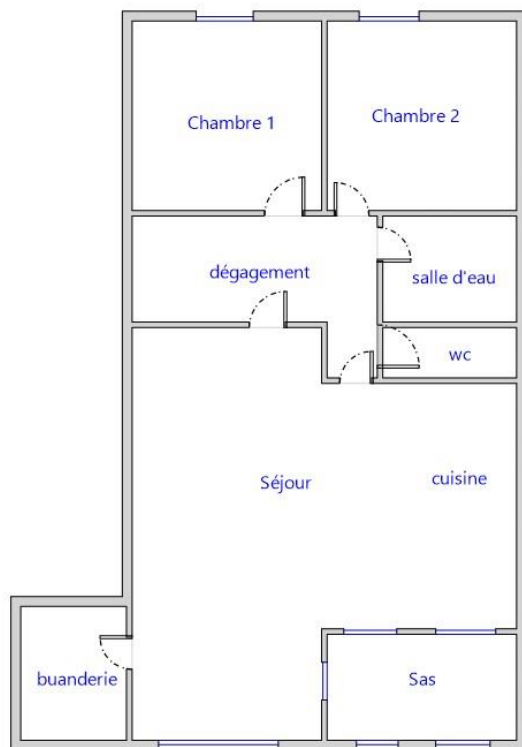 Chambre 1
Chambre 2
dégagement
salle d'eau
wc
Séjour
cuisine
buanderie
Sas